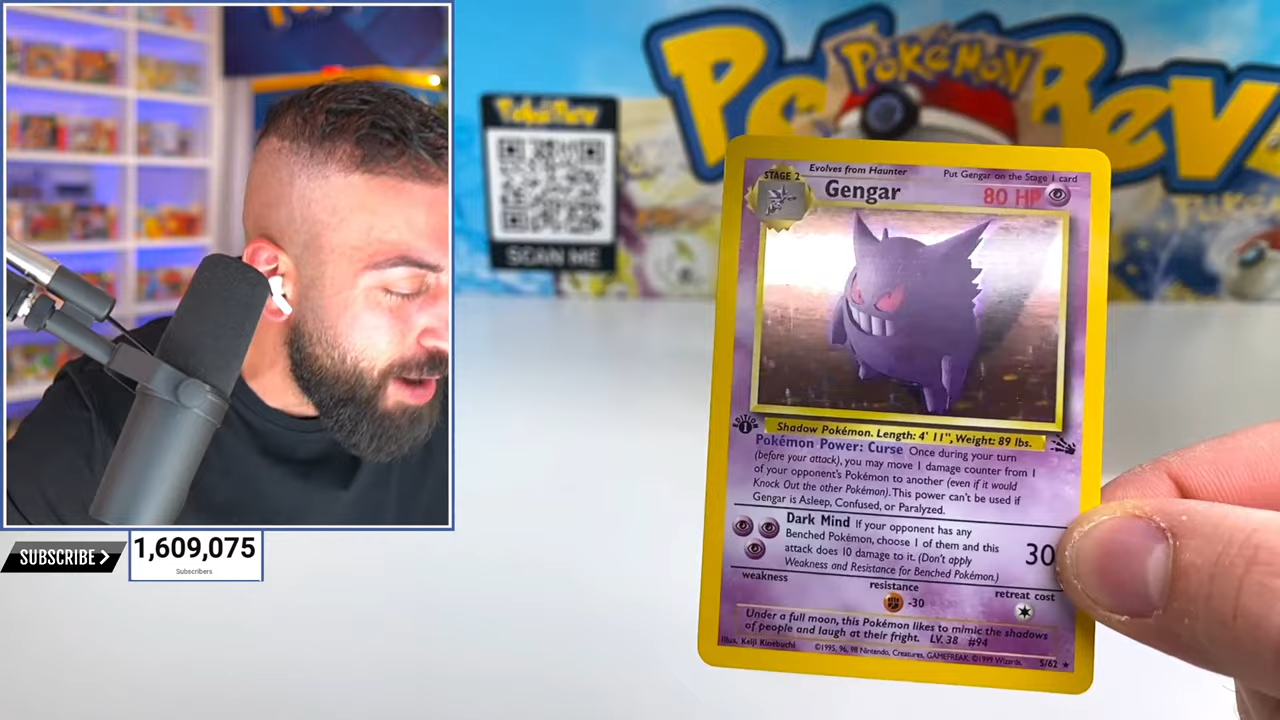 PokéRev
SCAN ME
POKéMON
PokéRev
STAGE 2
Evolves from Haunter
Put Gengar on the Stage 1 card
Gengar
80 HP
EDITION
1
Shadow Pokémon. Length: 4' 11", Weight: 89 lbs.
Pokémon Power: Curse Once during your turn
(before your attack), you may move 1 damage counter from 1
of your opponent's Pokémon to another (even if it would
Knock Out the other Pokémon). This power can't be used if
Gengar is Asleep, Confused, or Paralyzed.
Dark Mind If your opponent has any
Benched Pokémon, choose 1 of them and this
attack does 10 damage to it. (Don't apply
Weakness and Resistance for Benched Pokémon.)
30
weakness
resistance
-30
retreat cost
Under a full moon, this Pokémon likes to mimic the shadows
of people and laugh at their fright. LV. 38 #94
Illus. Keiji Kinebuchi
©1995, 96, 98 Nintendo, Creatures, GAMEFREAK. ©1999 Wizards.
5/62
SUBSCRIBE >
1,609,075
Subscribers